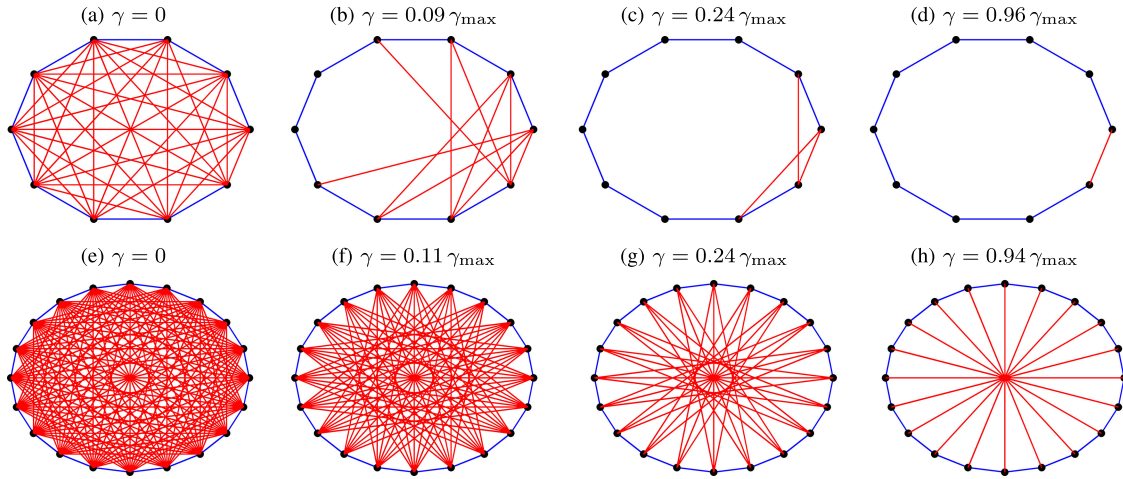 (a) γ = 0
(b) γ = 0.09 γmax
(c) γ = 0.24 γmax
(d) γ = 0.96 γmax
(e) γ = 0
(f) γ = 0.11 γmax
(g) γ = 0.24 γmax
(h) γ = 0.94 γmax